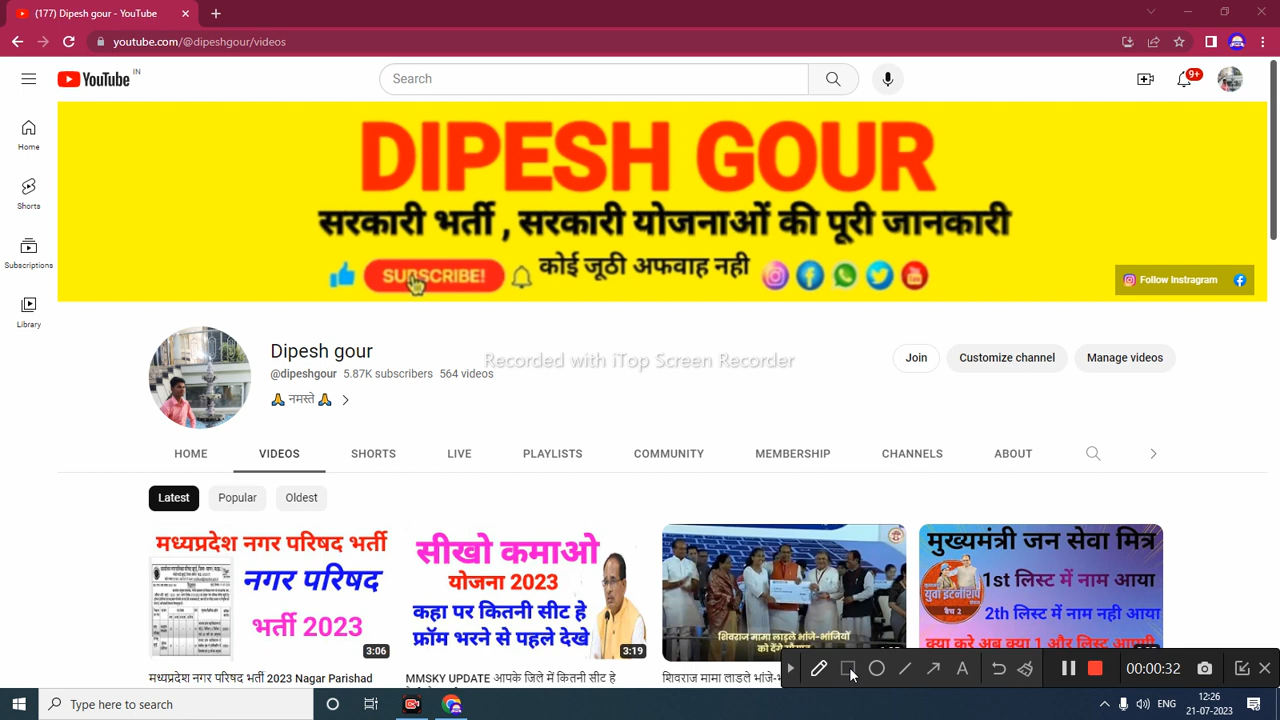 (177) Dipesh gour - YouTube
youtube.com/@dipeshgour/videos
YouTube IN
Search
9+
Home
Shorts
Subscriptions
Library
DIPESH GOUR
सरकारी भर्ती , सरकारी योजनाओं की पूरी जानकारी
SUBSCRIBE!
कोई जूठी अफवाह नही
Follow Instragram
Dipesh gour
@dipeshgour 5.87K subscribers 564 videos
🙏 नमस्ते 🙏
Recorded with iTop Screen Recorder
Join
Customize channel
Manage videos
HOME VIDEOS SHORTS LIVE PLAYLISTS COMMUNITY MEMBERSHIP CHANNELS ABOUT
Latest Popular Oldest
मध्यप्रदेश नगर परिषद भर्ती
नगर परिषद
भर्ती 2023
3:06
मध्यप्रदेश नगर परिषद भर्ती 2023 Nagar Parishad
सीखो कमाओ
योजना 2023
कहा पर कितनी सीट हे
फ्रॉम भरने से पहले देखे
3:19
MMSKY UPDATE आपके जिले में कितनी सीट हे
शिवराज मामा लाडले भांजे-भांजियों
को देंगे
शिवराज मामा लाडले
मुख्यमंत्री जन सेवा मित्र
युवा इंटर्नशिप
बैच 2
1st लिस्ट में नाम आया
2th लिस्ट में नाम नही आया
00:00:32
Type here to search
ENG
12:26
21-07-2023